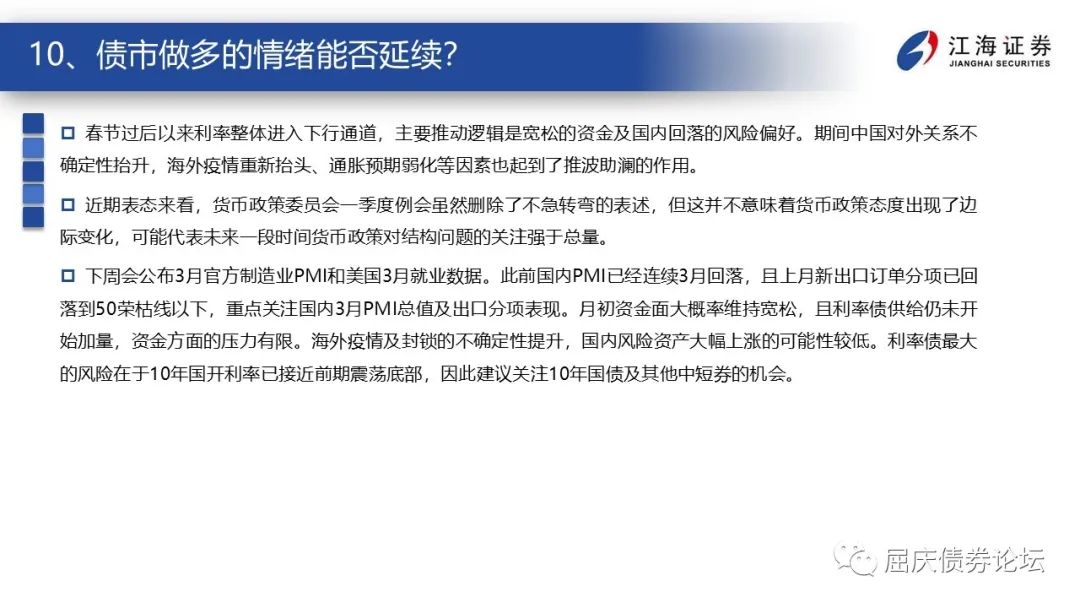 10、债市做多的情绪能否延续？
江海证券
JIANGHAI SECURITIES
春节过后以来利率整体进入下行通道，主要推动逻辑是宽松的资金及国内回落的风险偏好。期间中国对外关系不
确定性抬升，海外疫情重新抬头、通胀预期弱化等因素也起到了推波助澜的作用。
近期表态来看，货币政策委员会一季度例会虽然删除了不急转弯的表述，但这并不意味着货币政策态度出现了边
际变化，可能代表未来一段时间货币政策对结构问题的关注强于总量。
下周会公布3月官方制造业PMI和美国3月就业数据。此前国内PMI已经连续3月回落，且上月新出口订单分项已回
落到50荣枯线以下，重点关注国内3月PMI总值及出口分项表现。月初资金面大概率维持宽松，且利率债供给仍未开
始加量，资金方面的压力有限。海外疫情及封锁的不确定性提升，国内风险资产大幅上涨的可能性较低。利率债最大
的风险在于10年国开利率已接近前期震荡底部，因此建议关注10年国债及其他中短券的机会。
屈庆债券论坛